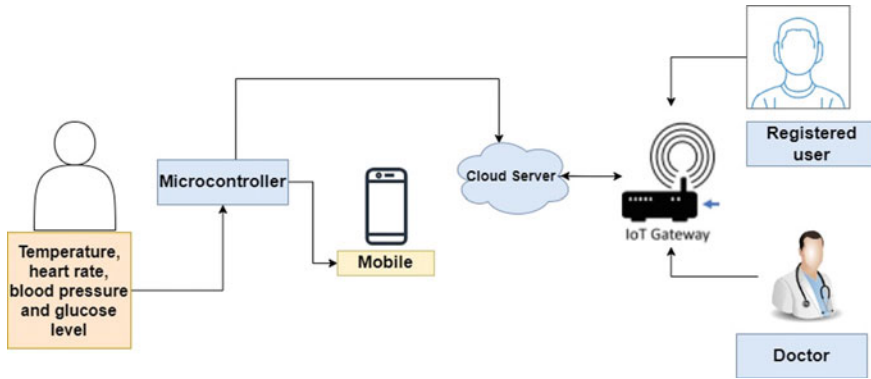 Temperature,
heart rate,
blood pressure
and glucose
level
Microcontroller
Mobile
Cloud Server
IoT Gateway
Registered
user
Doctor